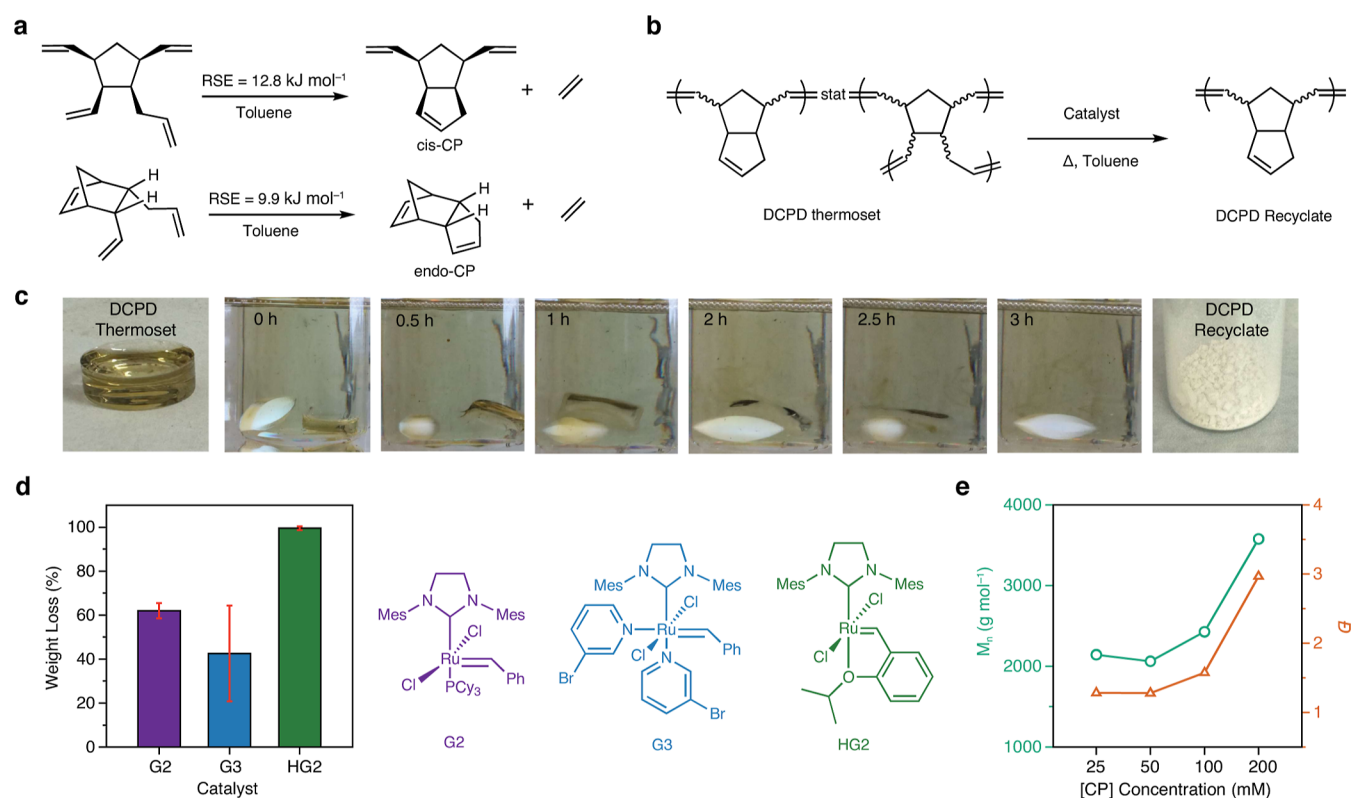 a
RSE = 12.8 kJ mol⁻¹
Toluene
+
cis-CP
H
H
RSE = 9.9 kJ mol⁻¹
Toluene
H
H
+
endo-CP
b
stat
Catalyst
Δ, Toluene
DCPD thermoset
DCPD Recyclate
c
DCPD
Thermoset
0 h
0.5 h
1 h
2 h
2.5 h
3 h
DCPD
Recyclate
d
Weight Loss (%)
100
80
60
40
20
0
G2
G3
HG2
Catalyst
N
N
Mes
Mes
Cl
Ru
Cl
Ph
PCy₃
G2
N
N
Mes
Mes
Cl
N
Ru
Cl
Ph
N
Br
Br
G3
N
N
Mes
Mes
Cl
Ru
Cl
O
HG2
e
Mₙ (g mol⁻¹)
4000
3000
2000
1000
4
3
2
1
Đ
25
50
100
200
[CP] Concentration (mM)